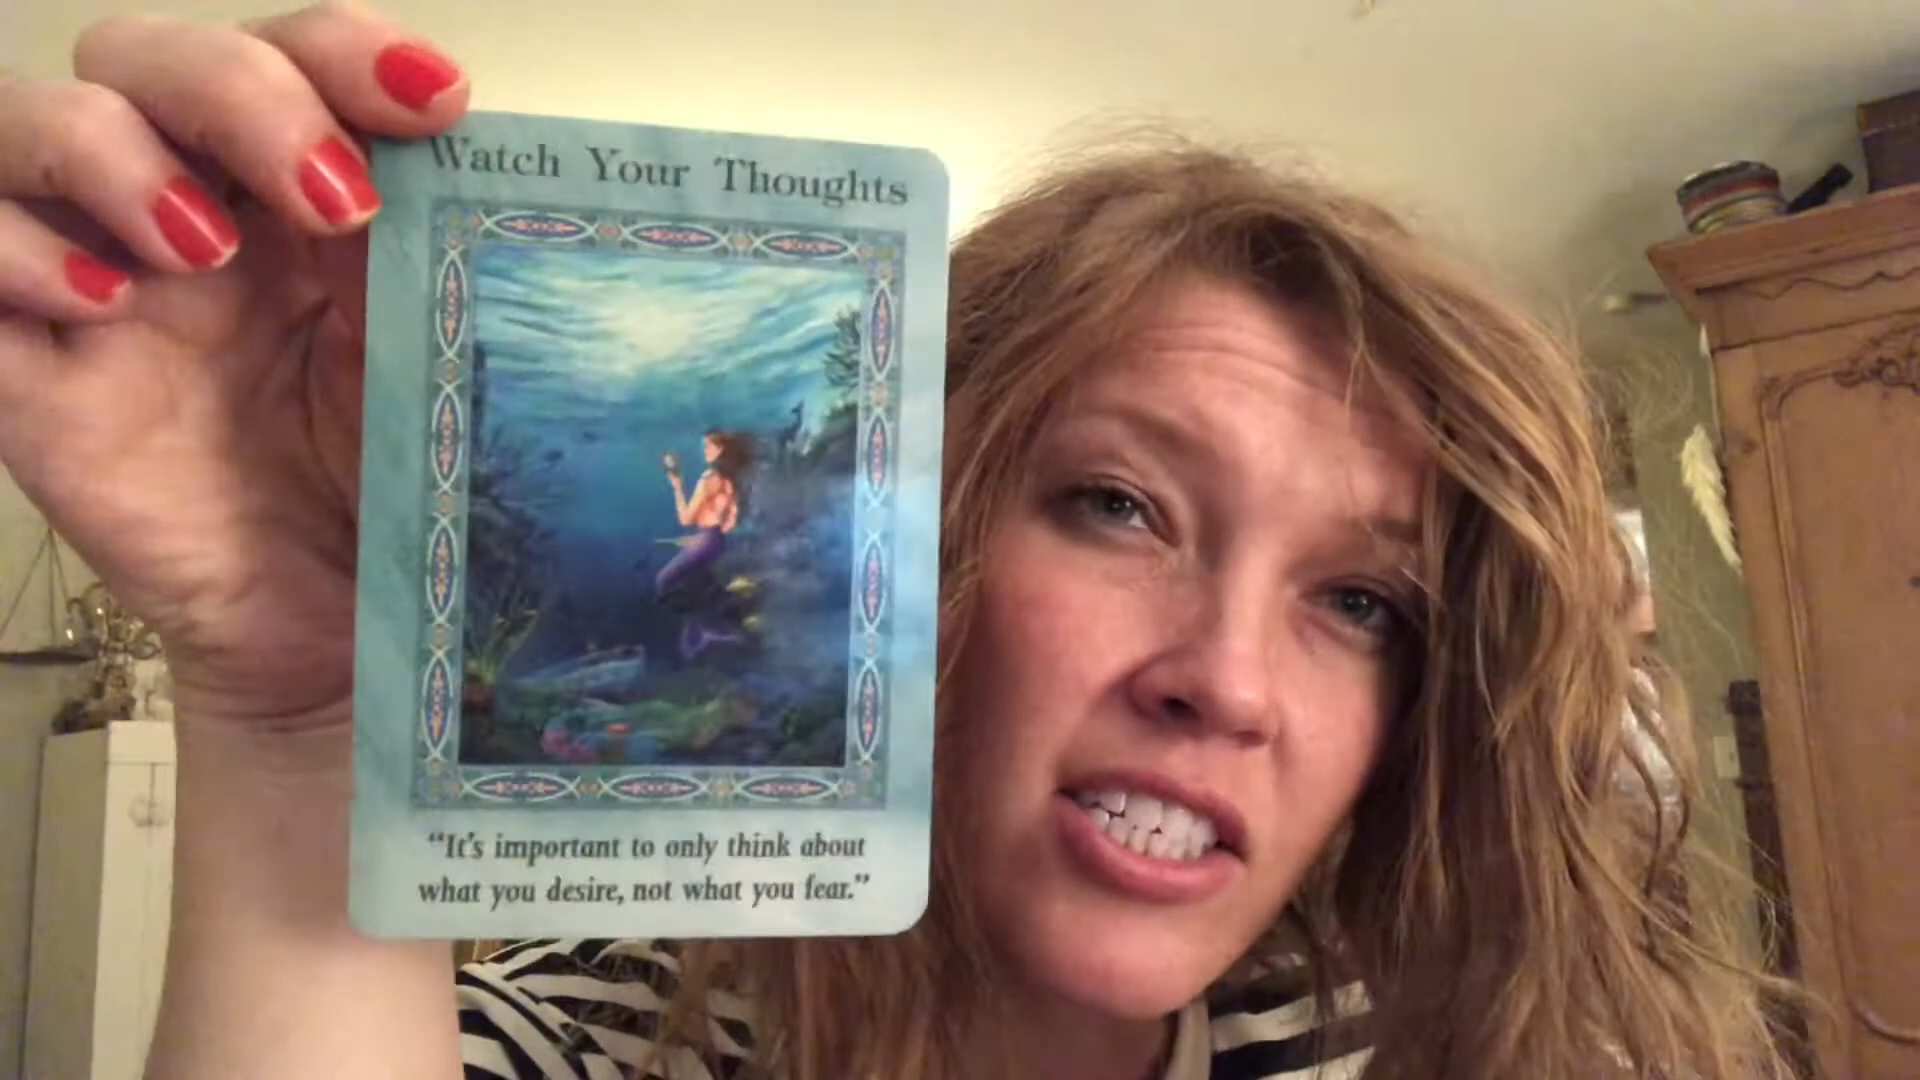 Watch Your Thoughts
“It’s important to only think about
what you desire, not what you fear.”